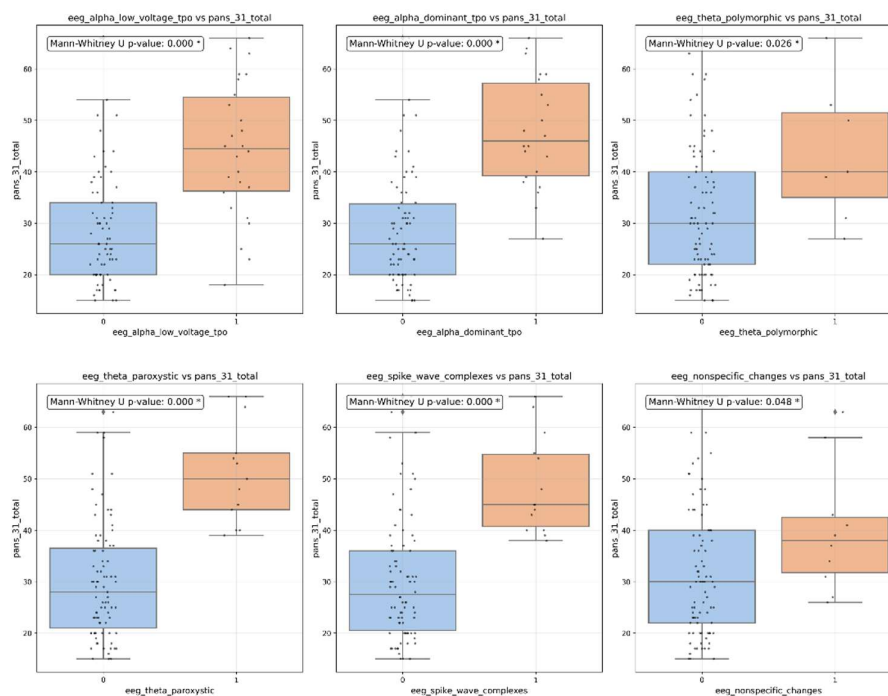 eeg_alpha_low_voltage_tpo vs pans_31_total
Mann-Whitney U p-value: 0.000 *
pans_31_total
60
50
40
30
20
0
1
eeg_alpha_low_voltage_tpo
eeg_alpha_dominant_tpo vs pans_31_total
Mann-Whitney U p-value: 0.000 *
pans_31_total
60
50
40
30
20
0
1
eeg_alpha_dominant_tpo
eeg_theta_polymorphic vs pans_31_total
Mann-Whitney U p-value: 0.026 *
pans_31_total
60
50
40
30
20
0
1
eeg_theta_polymorphic
eeg_theta_paroxystic vs pans_31_total
Mann-Whitney U p-value: 0.000 *
pans_31_total
60
50
40
30
20
0
1
eeg_theta_paroxystic
eeg_spike_wave_complexes vs pans_31_total
Mann-Whitney U p-value: 0.000 *
pans_31_total
60
50
40
30
20
0
1
eeg_spike_wave_complexes
eeg_nonspecific_changes vs pans_31_total
Mann-Whitney U p-value: 0.048 *
pans_31_total
60
50
40
30
20
0
1
eeg_nonspecific_changes